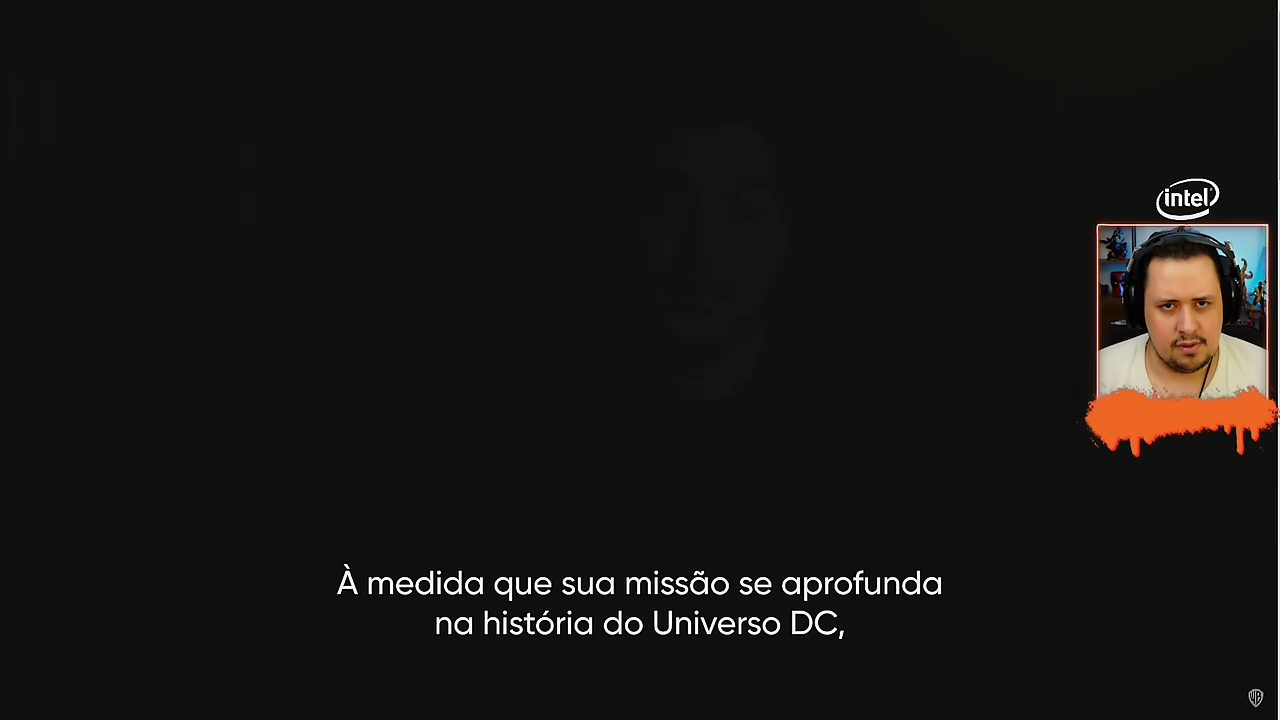 intel
À medida que sua missão se aprofunda
na história do Universo DC,